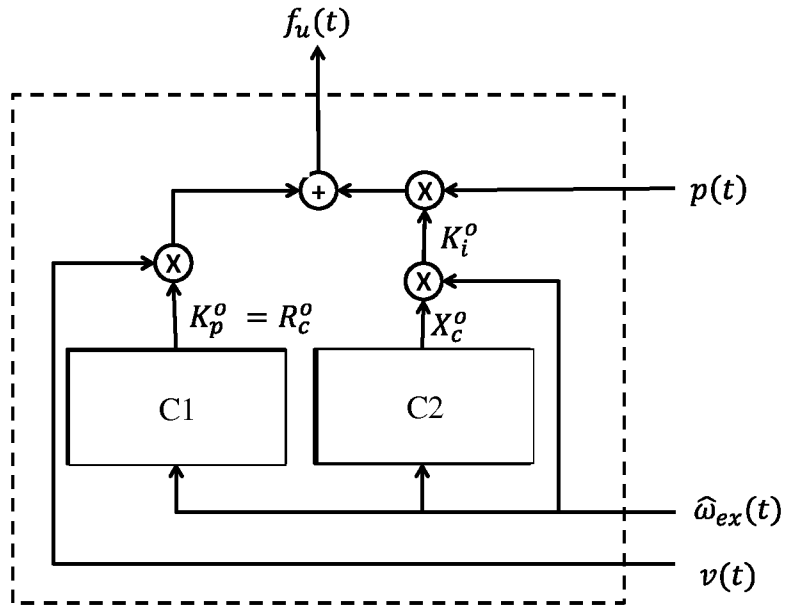 f_u(t)
+
X
p(t)
K_i^o
X
X
K_p^o = R_c^o
X_c^o
C1
C2
ω̂_ex(t)
v(t)